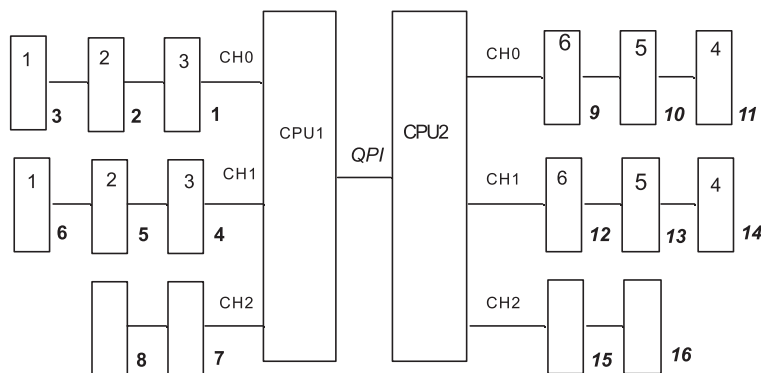 1 2 3 CH0 CH0 6 5 4
3 2 1 9 10 11
CPU1 QPI CPU2
1 2 3 CH1 CH1 6 5 4
6 5 4 12 13 14
CH2 CH2
8 7 15 16